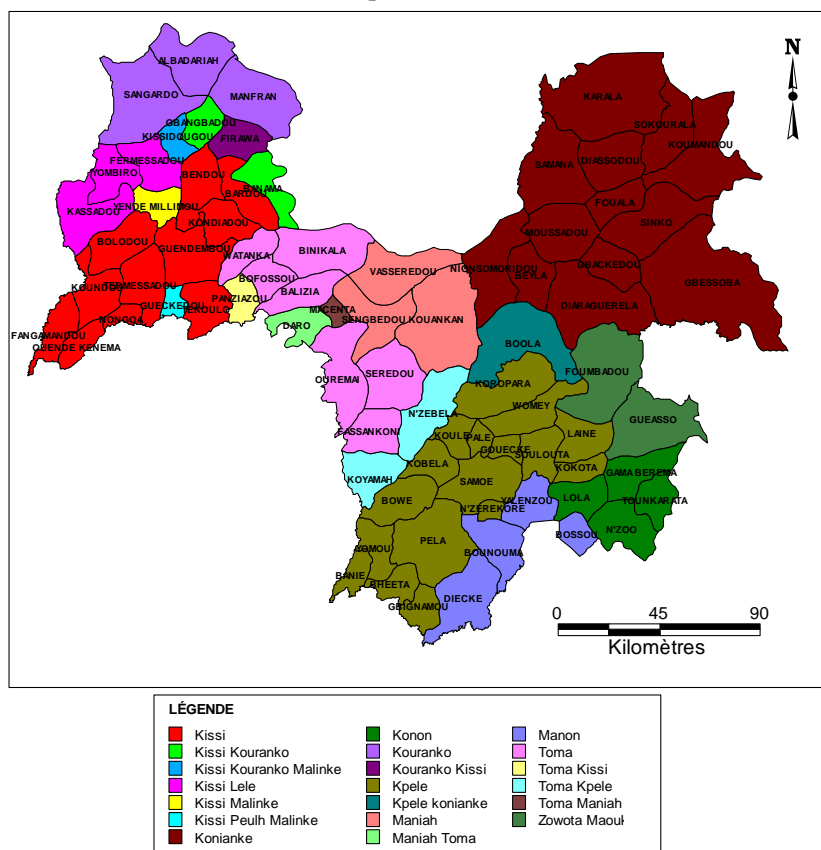 N
ALBADARIAH
SANGARDO
MANFRAN
GBANGBADOU
KISSIDOUGOU
FIRAWA
FERMESSADOU
YOMBIRO
BENDOU
BARDOU
BANAMA
KASSADOU
YENDE MILLIMOU
KONDIADOU
BOLODOU
GUENDEMBOU
WATANKA
BINIKALA
BOFOSSOU
VASSEREDOU
KOUNDOU
TERMESSADOU
BALIZIA
PANZIAZOU
MACENTA
GUECKEDOU
TEKOULO
NONGOA
SENGBEDOU
KOUANKAN
DARO
FANGAMANDOU
OUENDE KENEMA
KARALA
SOKOURALA
KOUMANDOU
SAMANA
DIASSODOU
FOUALA
SINKO
MOUSSADOU
GBACKEDOU
NIONSOMORIDOU
BEYLA
GBESSOBA
DIARAGUERELA
BOOLA
FOUMBADOU
SEREDOU
OUREMAI
KOROPARA
WOMEY
N'ZEBELA
GUEASSO
FASSANKONI
KOULE
PALE
LAINE
GOUECKE
SOULOUTA
KOBELA
KOKOTA
GAMA BEREMA
KOYAMAH
SAMOE
YALENZOU
LOLA
TOUNKARATA
BOWE
N'ZEREKORE
N'ZOO
BOSSOU
YOMOU
PELA
BOUNOUMA
BANIE
BHEETA
DIECKE
GBIGNAMOU
0 45 90
Kilomètres
LÉGENDE
Kissi
Kissi Kouranko
Kissi Kouranko Malinke
Kissi Lele
Kissi Malinke
Kissi Peulh Malinke
Konianke
Konon
Kouranko
Kouranko Kissi
Kpele
Kpele konianke
Maniah
Maniah Toma
Manon
Toma
Toma Kissi
Toma Kpele
Toma Maniah
Zowota Maouk